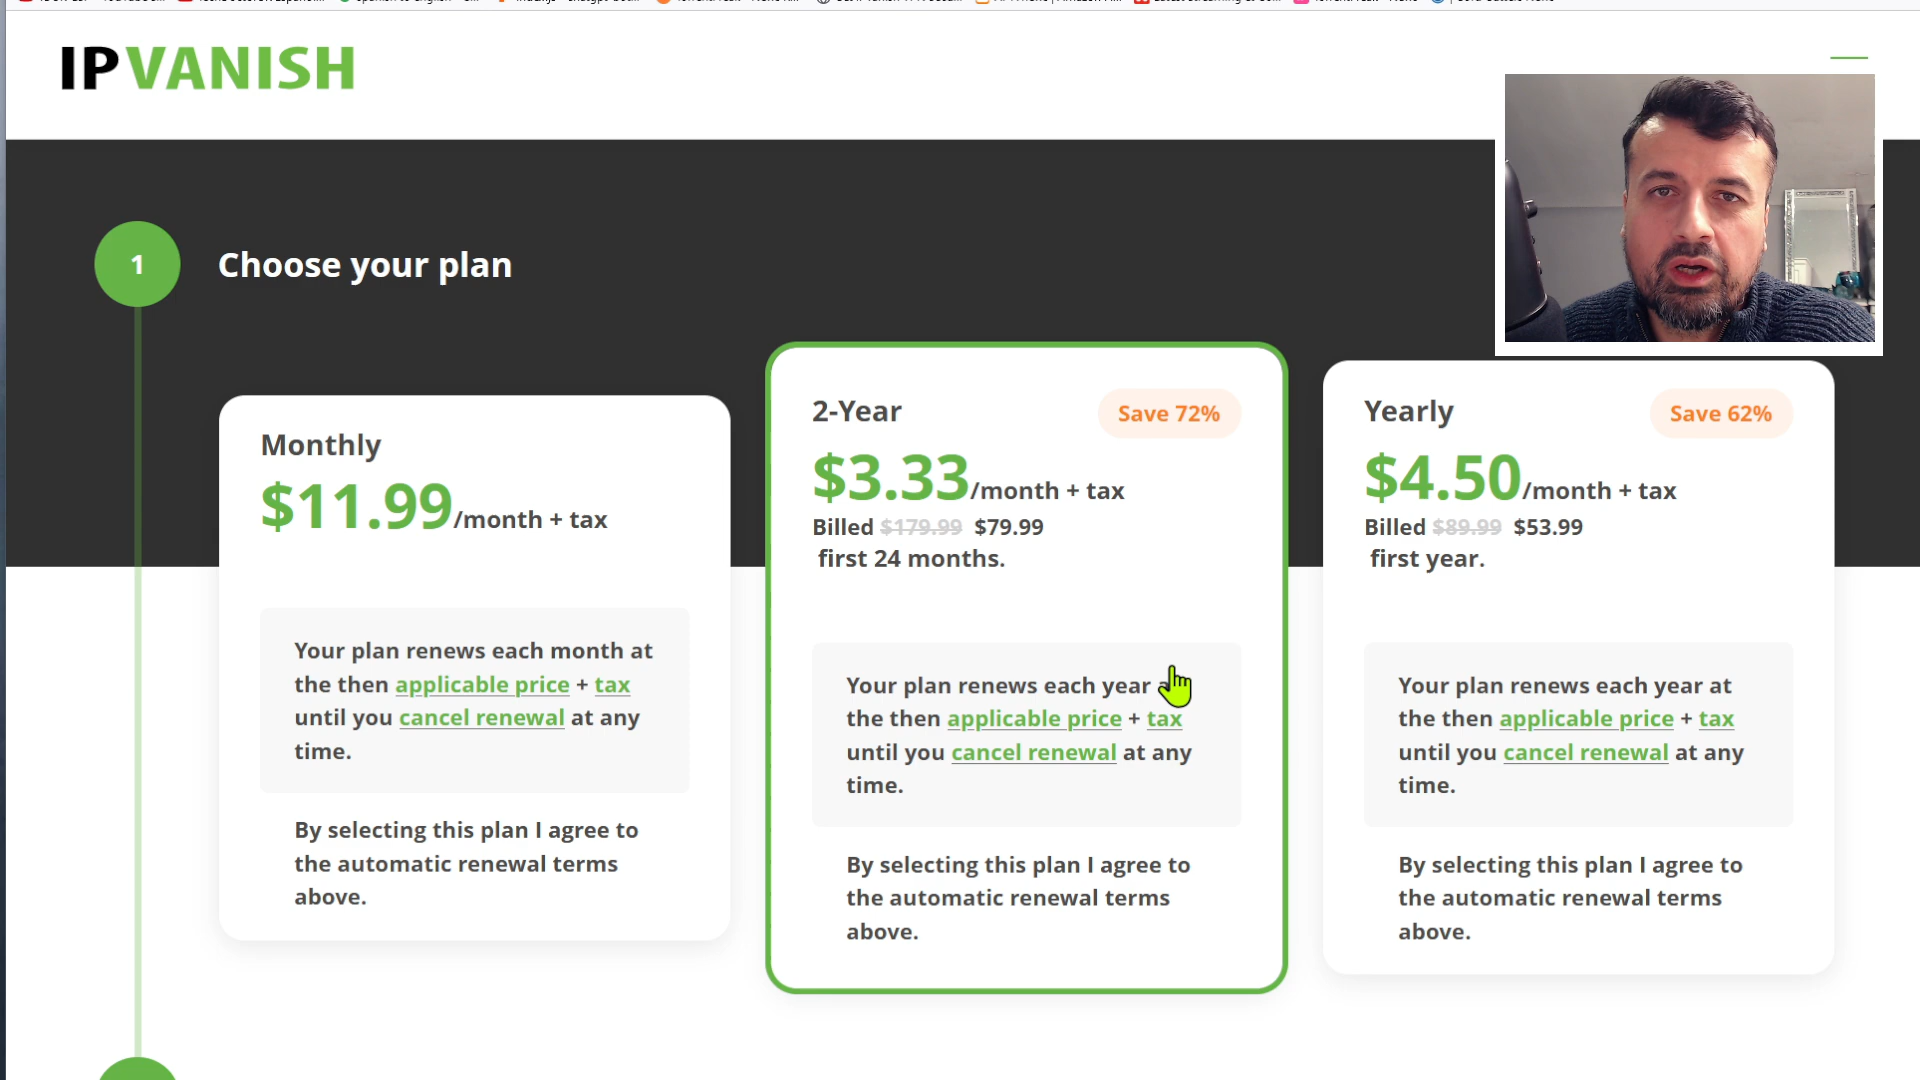 IPVANISH
1
Choose your plan
Monthly
$11.99/month + tax
Your plan renews each month at
the then applicable price + tax
until you cancel renewal at any
time.
By selecting this plan I agree to
the automatic renewal terms
above.
2-Year
Save 72%
$3.33/month + tax
Billed $179.99 $79.99
first 24 months.
Your plan renews each year
the then applicable price + tax
until you cancel renewal at any
time.
By selecting this plan I agree to
the automatic renewal terms
above.
Yearly
Save 62%
$4.50/month + tax
Billed $89.99 $53.99
first year.
Your plan renews each year at
the then applicable price + tax
until you cancel renewal at any
time.
By selecting this plan I agree to
the automatic renewal terms
above.